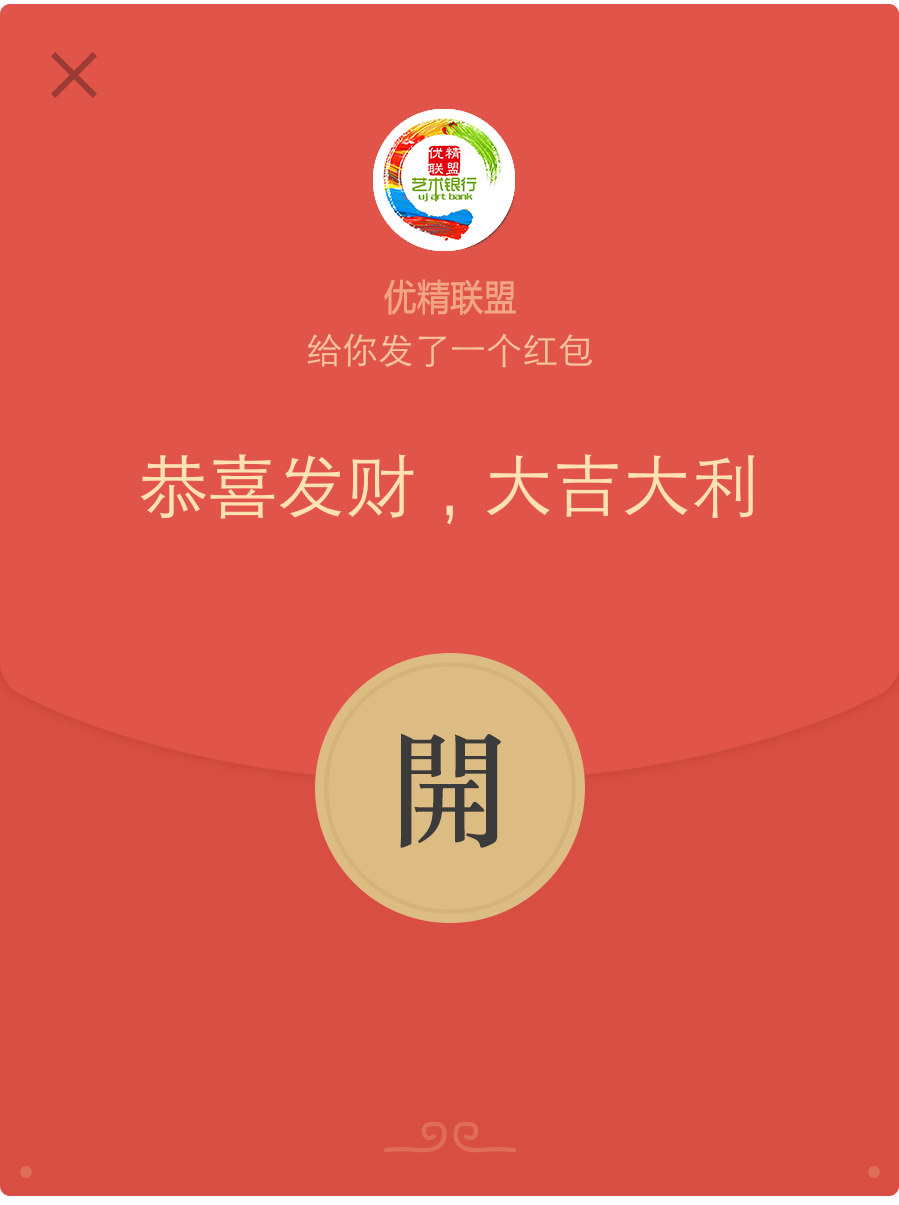 优精
联盟
艺术银行
uj art bank
优精联盟
给你发了一个红包
恭喜发财，大吉大利
開